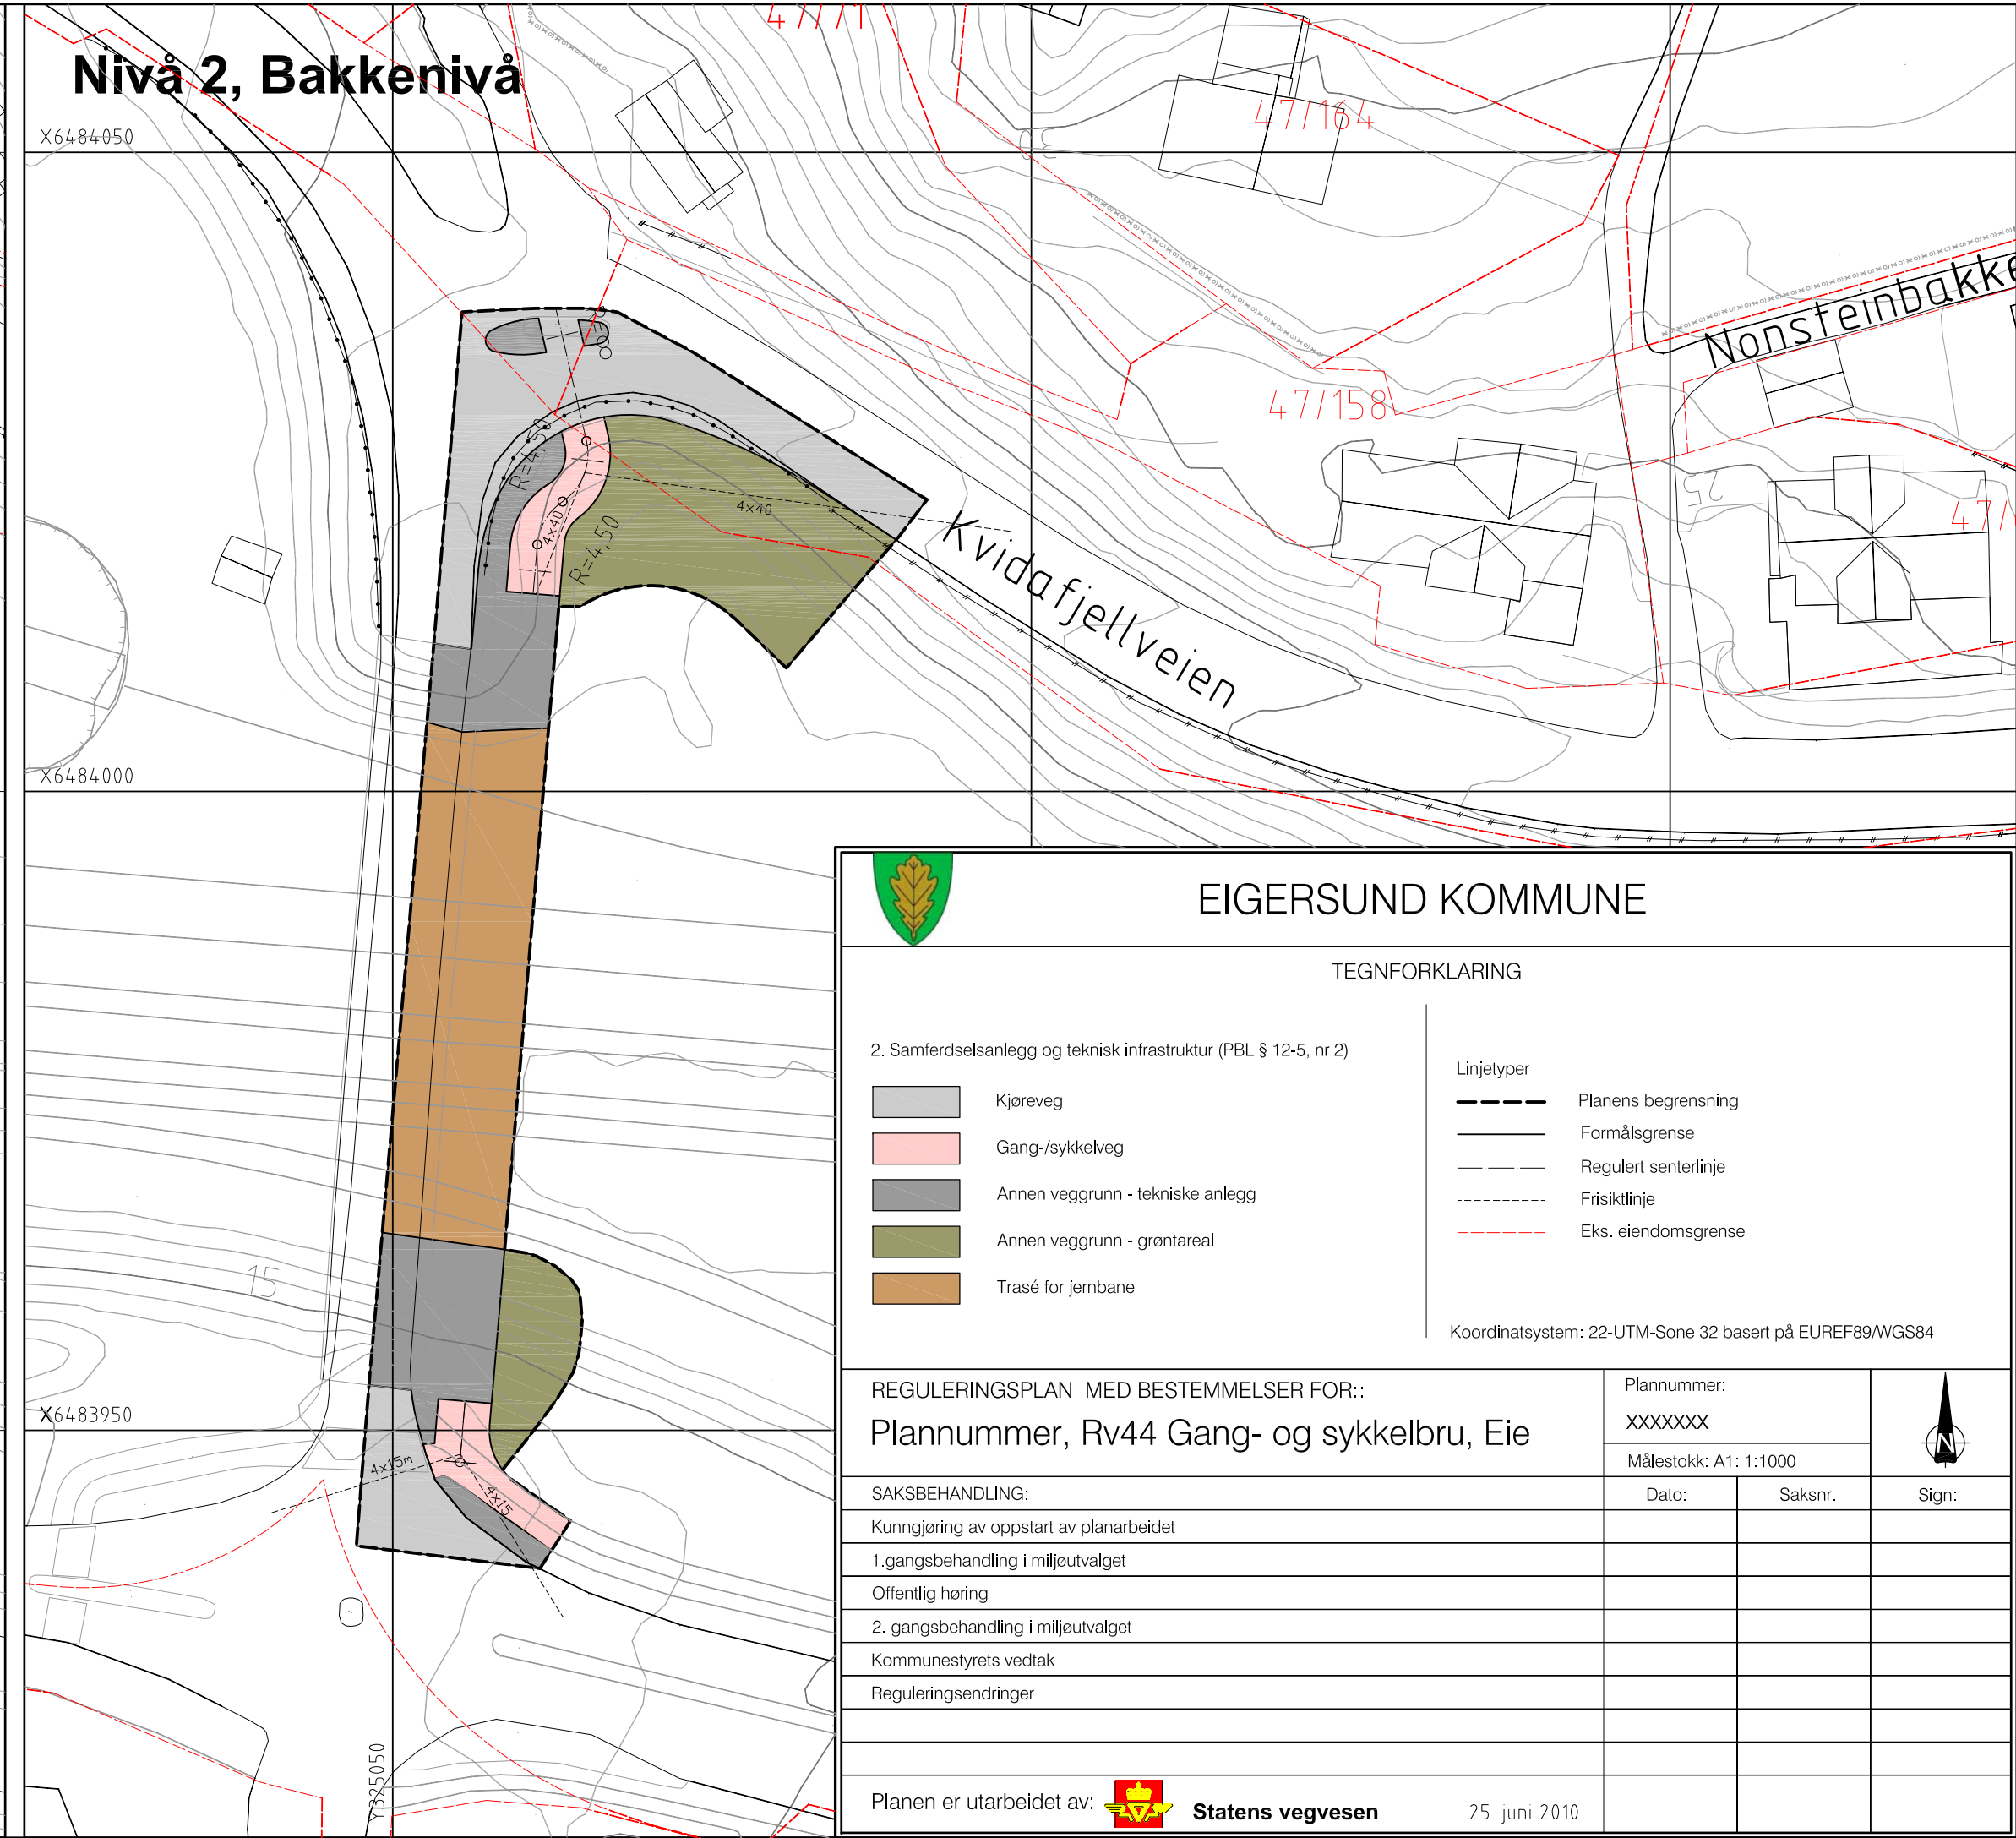 Nivå 2, Bakkenivå
X6484050
47/164
30
Nonsteinbakke
47/158
25
47/
R=4,50
4x40
4x40
R=4,50
Kvidafjellveien
X6484000
15
X6483950
4x15m
4x15
Y325050
EIGERSUND KOMMUNE
TEGNFORKLARING
2. Samferdselsanlegg og teknisk infrastruktur (PBL § 12-5, nr 2)
Kjøreveg
Gang-/sykkelveg
Annen veggrunn - tekniske anlegg
Annen veggrunn - grøntareal
Trasé for jernbane
Linjetyper
Planens begrensning
Formålsgrense
Regulert senterlinje
Frisiktlinje
Eks. eiendomsgrense
Koordinatsystem: 22-UTM-Sone 32 basert på EUREF89/WGS84
REGULERINGSPLAN MED BESTEMMELSER FOR::
Plannummer, Rv44 Gang- og sykkelbru, Eie
Plannummer:
XXXXXXX
Målestokk: A1: 1:1000
N
SAKSBEHANDLING:
Dato:
Saksnr.
Sign:
Kunngjøring av oppstart av planarbeidet
1.gangsbehandling i miljøutvalget
Offentlig høring
2. gangsbehandling i miljøutvalget
Kommunestyrets vedtak
Reguleringsendringer
Planen er utarbeidet av:
Statens vegvesen
25. juni 2010